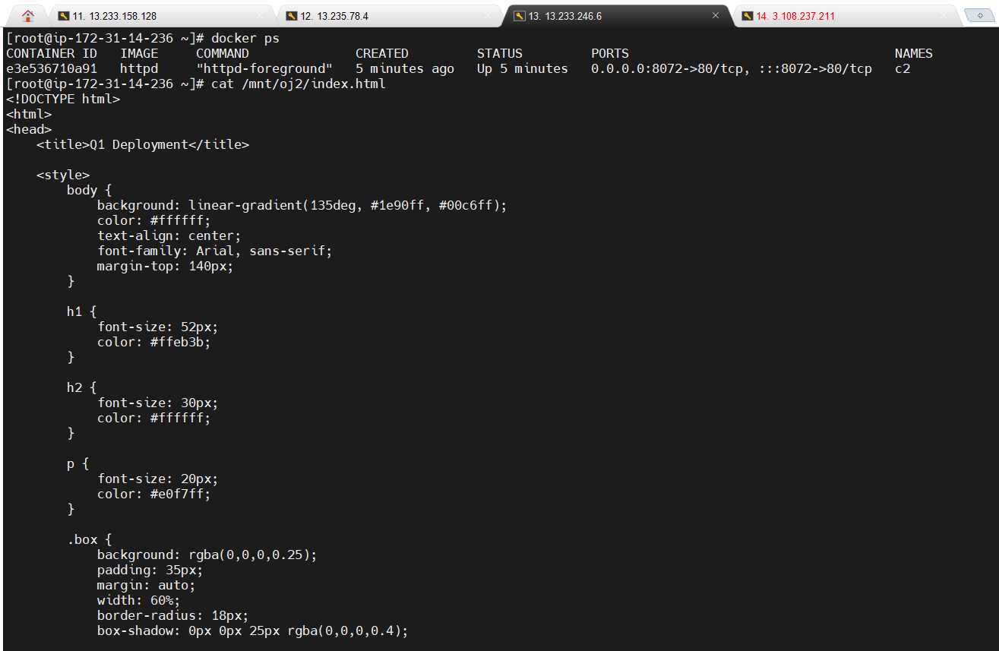 11. 13.233.158.128
12. 13.235.78.4
13. 13.233.246.6
14. 3.108.237.211
[root@ip-172-31-14-236 ~]# docker ps
CONTAINER ID   IMAGE     COMMAND              CREATED         STATUS         PORTS                                   NAMES
e3e536710a91   httpd     "httpd-foreground"   5 minutes ago   Up 5 minutes   0.0.0.0:8072->80/tcp, :::8072->80/tcp   c2
[root@ip-172-31-14-236 ~]# cat /mnt/oj2/index.html
<!DOCTYPE html>
<html>
<head>
    <title>Q1 Deployment</title>

    <style>
        body {
            background: linear-gradient(135deg, #1e90ff, #00c6ff);
            color: #ffffff;
            text-align: center;
            font-family: Arial, sans-serif;
            margin-top: 140px;
        }

        h1 {
            font-size: 52px;
            color: #ffeb3b;
        }

        h2 {
            font-size: 30px;
            color: #ffffff;
        }

        p {
            font-size: 20px;
            color: #e0f7ff;
        }

        .box {
            background: rgba(0,0,0,0.25);
            padding: 35px;
            margin: auto;
            width: 60%;
            border-radius: 18px;
            box-shadow: 0px 0px 25px rgba(0,0,0,0.4);